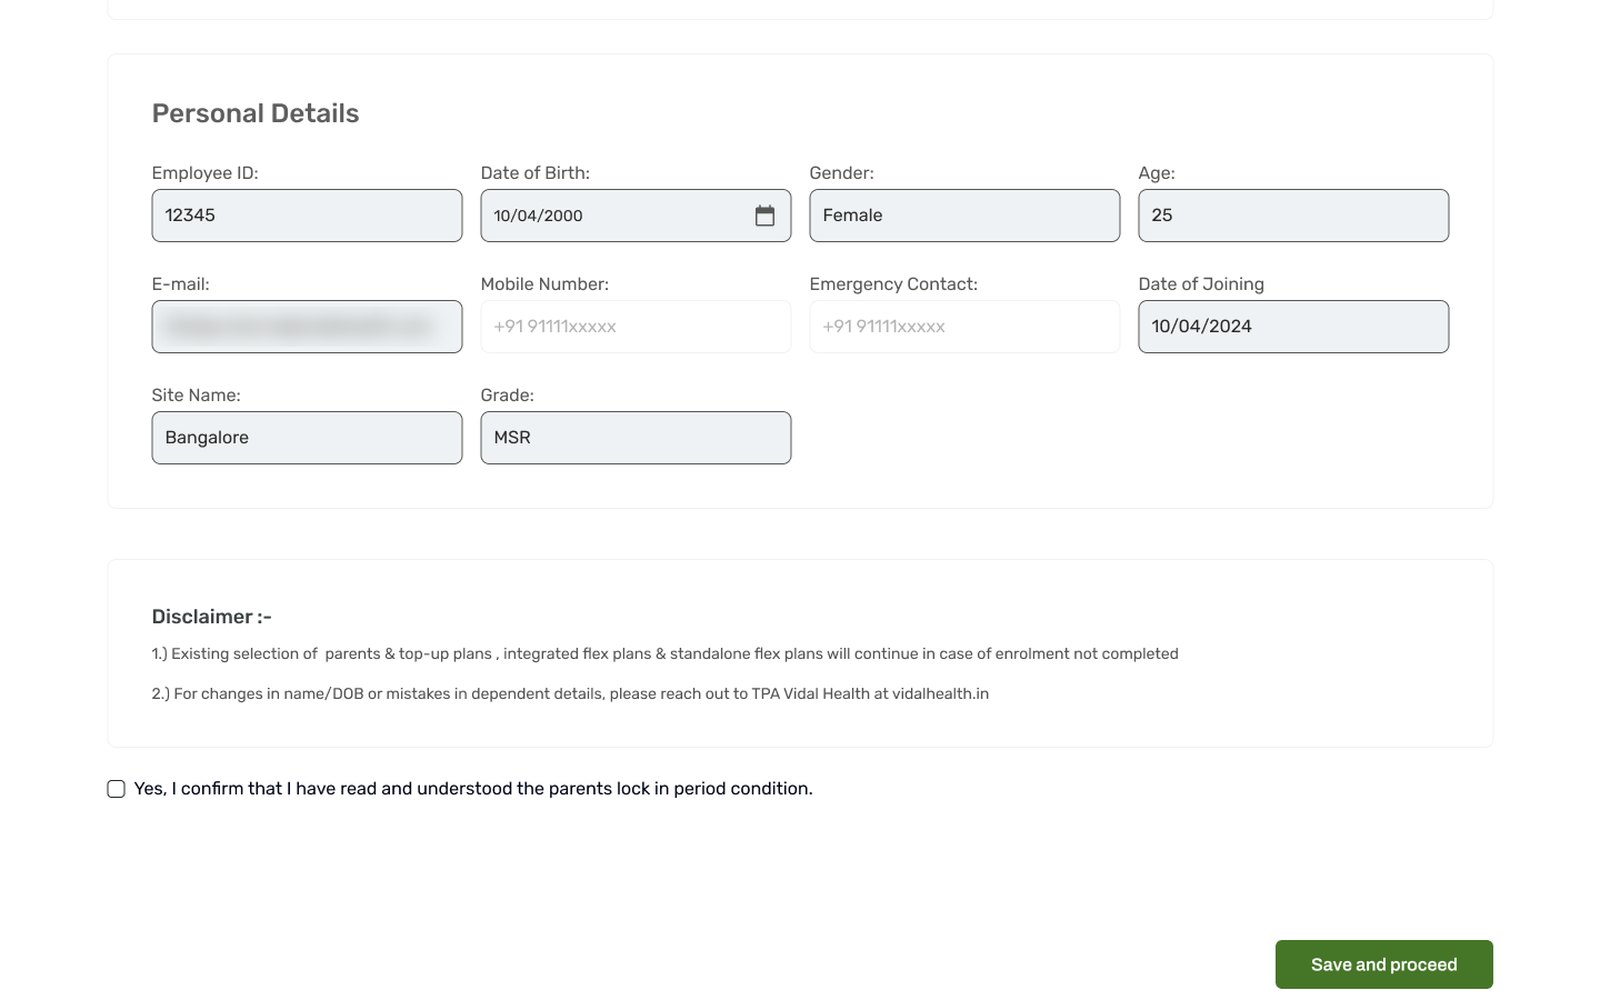 Personal Details
Employee ID: Date of Birth: Gender: Age:
12345 10/04/2000 Female 25
E-mail: Mobile Number: Emergency Contact: Date of Joining
+91 91111xxxxx +91 91111xxxxx 10/04/2024
Site Name: Grade:
Bangalore MSR
Disclaimer :-
1.) Existing selection of  parents & top-up plans , integrated flex plans & standalone flex plans will continue in case of enrolment not completed
2.) For changes in name/DOB or mistakes in dependent details, please reach out to TPA Vidal Health at vidalhealth.in
Yes, I confirm that I have read and understood the parents lock in period condition.
Save and proceed